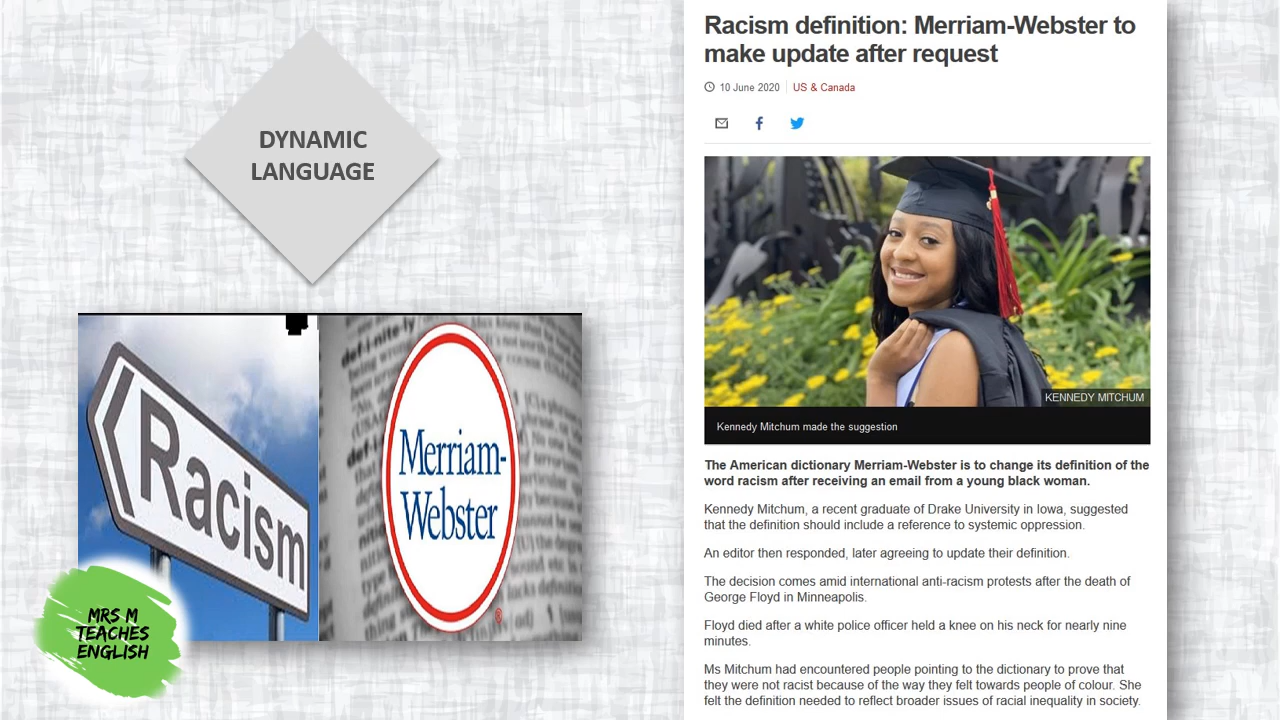 DYNAMIC
LANGUAGE
Racism
Merriam-
Webster
®
def·i·nite·ly
MRS M
TEACHES
ENGLISH
Racism definition: Merriam-Webster to
make update after request
10 June 2020
US & Canada
KENNEDY MITCHUM
Kennedy Mitchum made the suggestion
The American dictionary Merriam-Webster is to change its definition of the
word racism after receiving an email from a young black woman.
Kennedy Mitchum, a recent graduate of Drake University in Iowa, suggested
that the definition should include a reference to systemic oppression.
An editor then responded, later agreeing to update their definition.
The decision comes amid international anti-racism protests after the death of
George Floyd in Minneapolis.
Floyd died after a white police officer held a knee on his neck for nearly nine
minutes.
Ms Mitchum had encountered people pointing to the dictionary to prove that
they were not racist because of the way they felt towards people of colour. She
felt the definition needed to reflect broader issues of racial inequality in society.